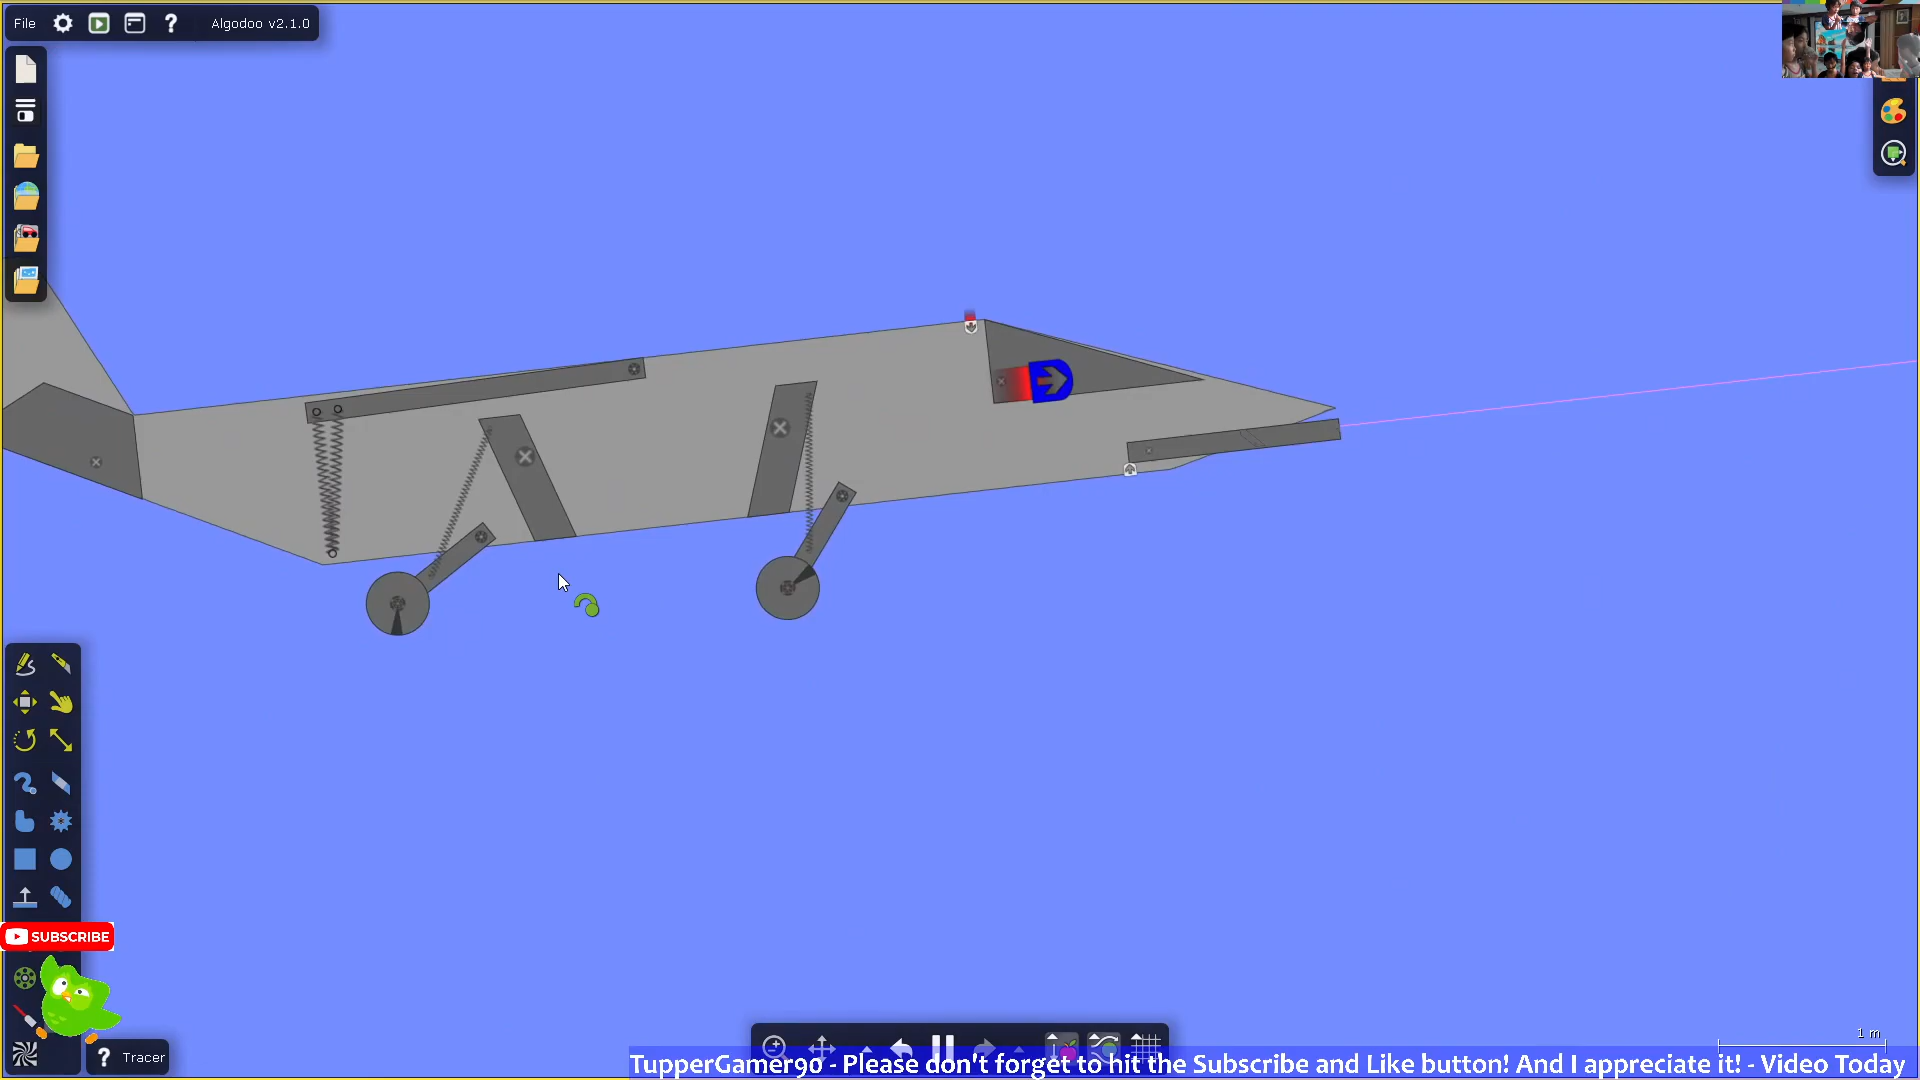 File
? Algodoo v2.1.0
SUBSCRIBE
? Tracer
1 m
TupperGamer90 - Please don't forget to hit the Subscribe and Like button! And I appreciate it! - Video Today